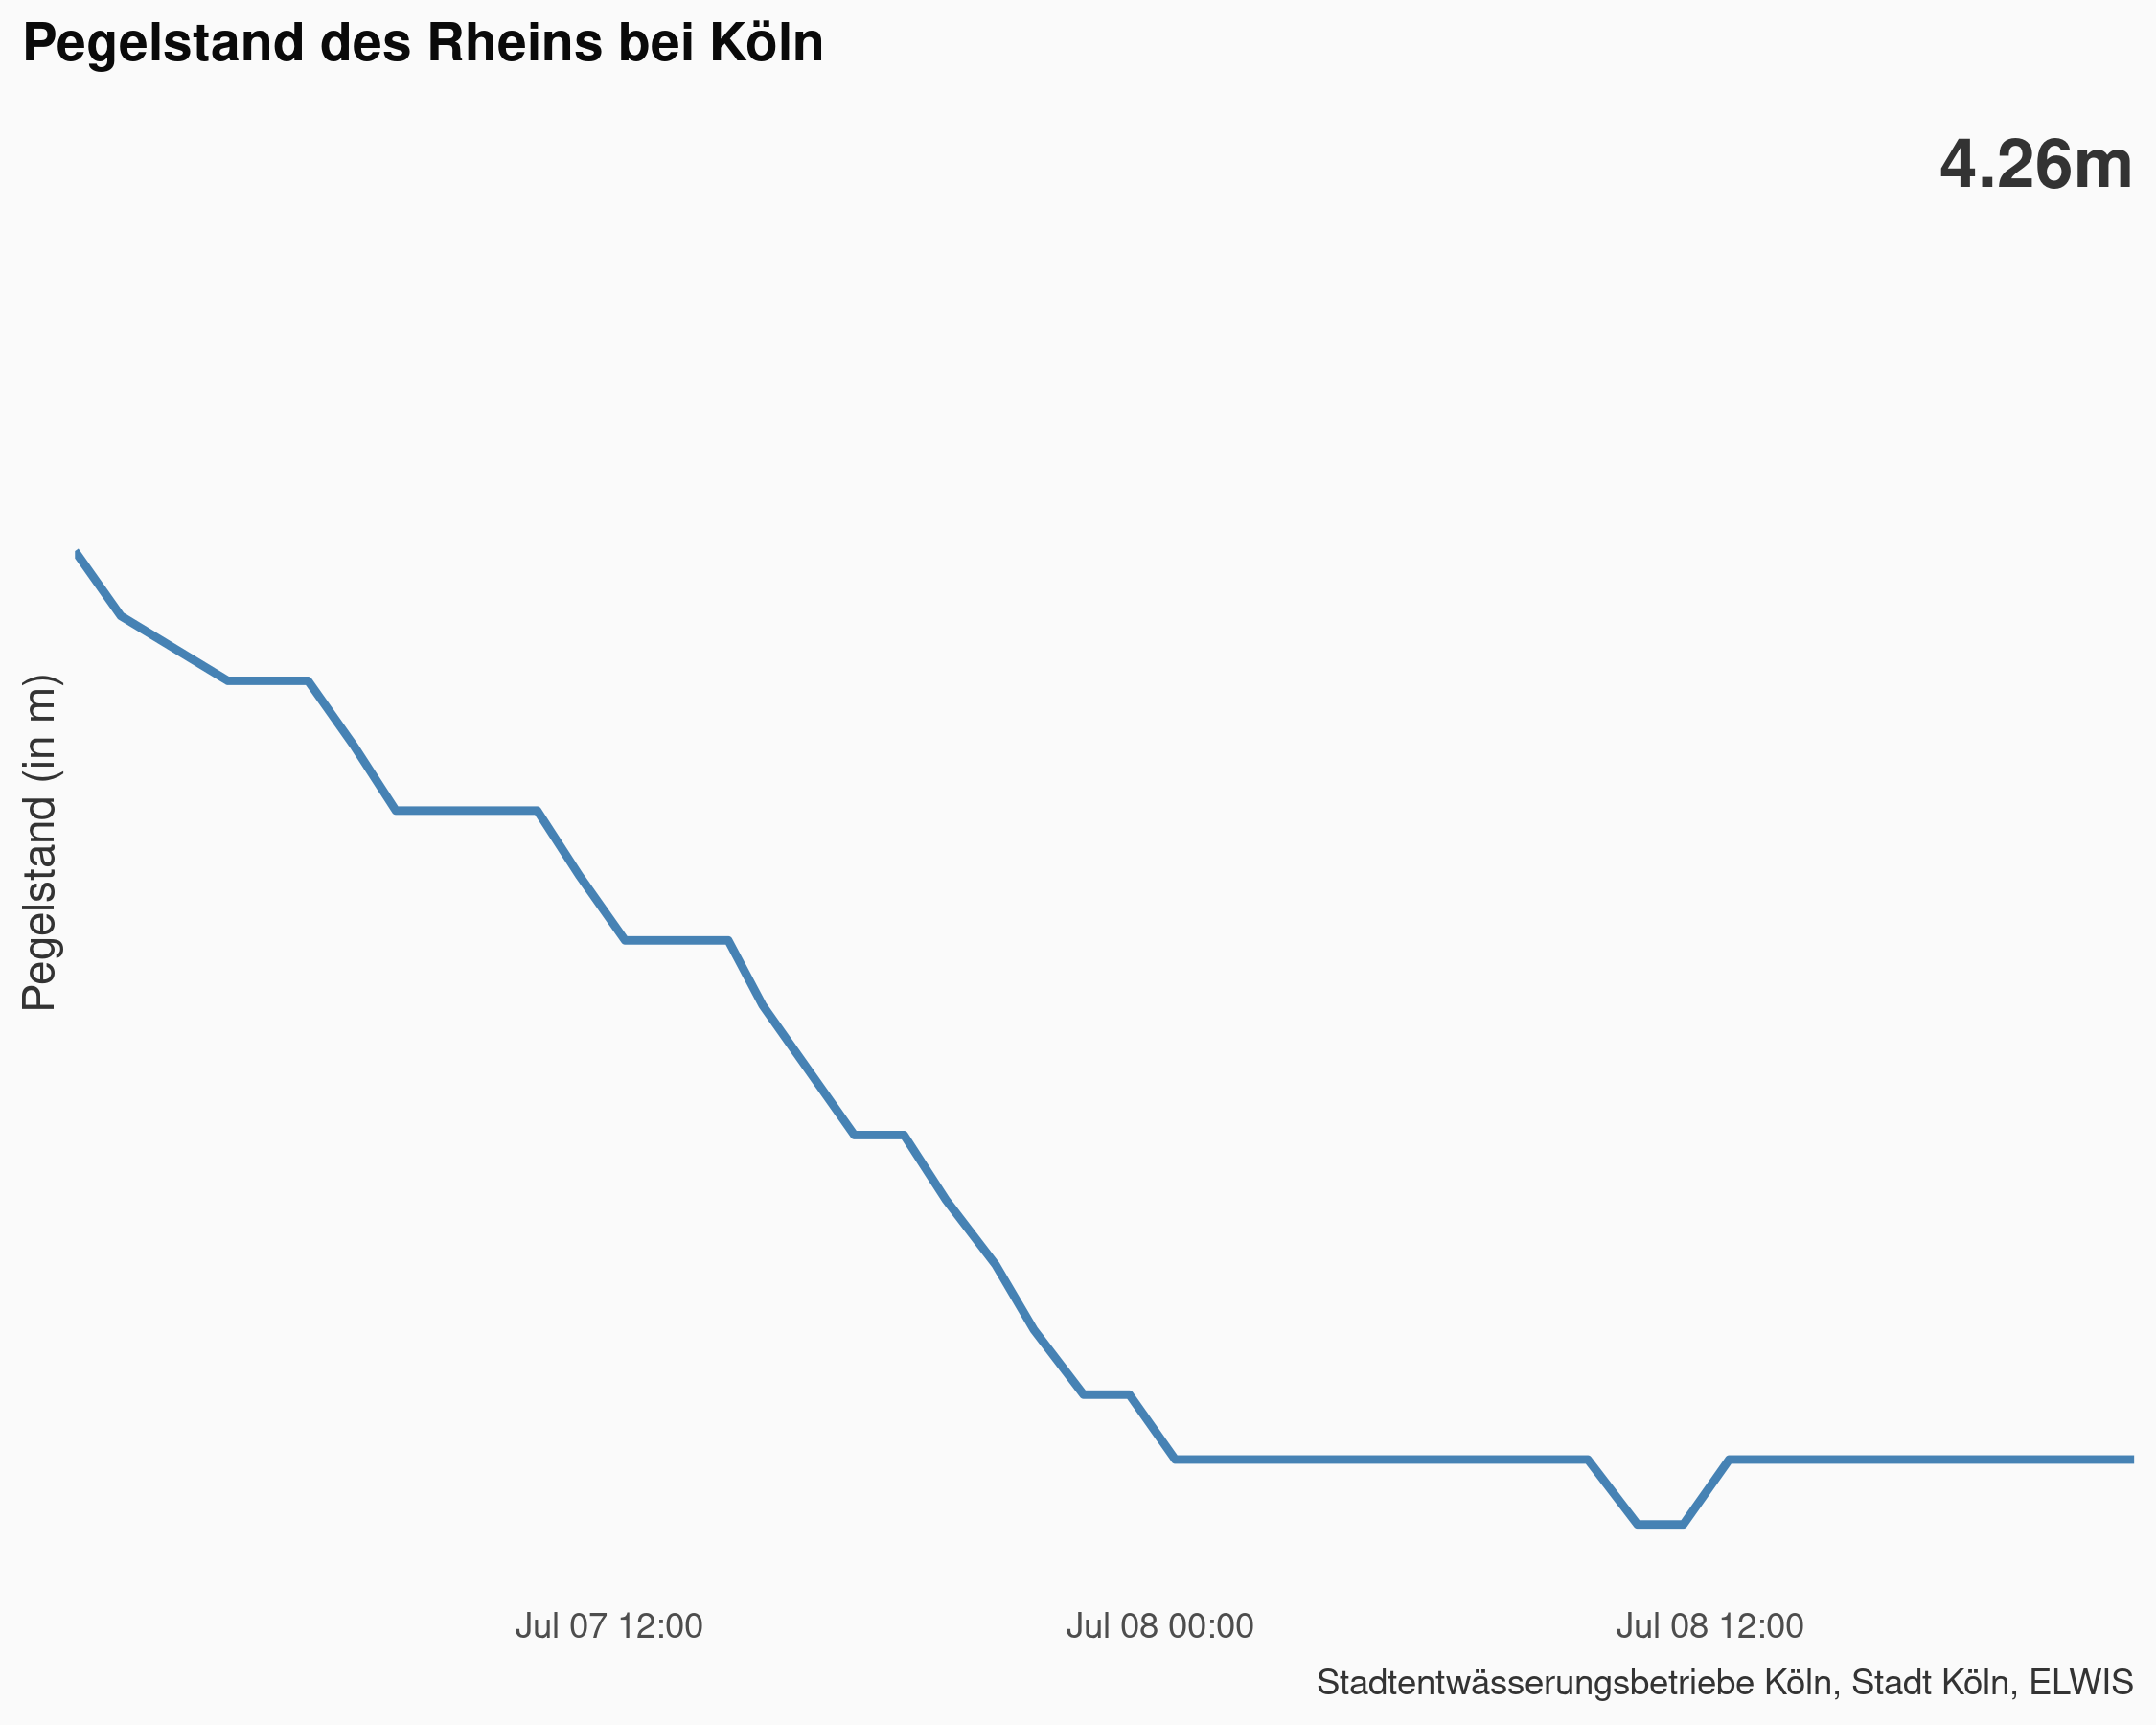 Pegelstand des Rheins bei Köln
4.26m
Pegelstand (in m)
Jul 07 12:00
Jul 08 00:00
Jul 08 12:00
Stadtentwässerungsbetriebe Köln, Stadt Köln, ELWIS